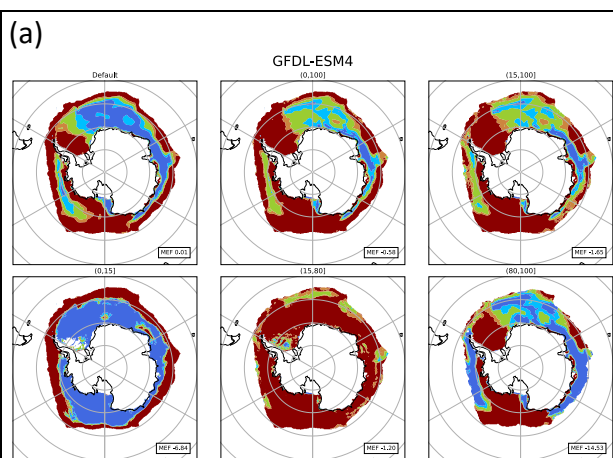 (a)
GFDL-ESM4
Default (0,100] (15,100]
MEF 0.01 MEF -0.58 MEF -1.65
(0,15] (15,80] (80,100]
MEF -6.84 MEF -1.20 MEF -14.53